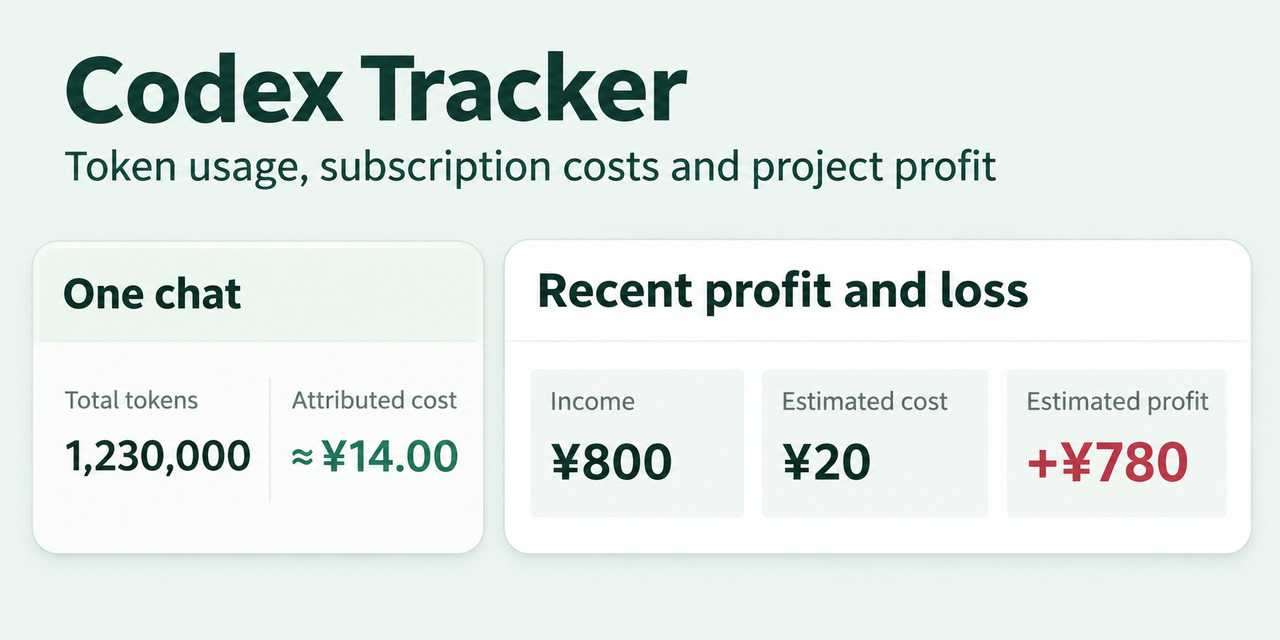 Codex Tracker
Token usage, subscription costs and project profit
One chat
Total tokens
1,230,000
Attributed cost
≈ ¥14.00
Recent profit and loss
Income
¥800
Estimated cost
¥20
Estimated profit
+¥780